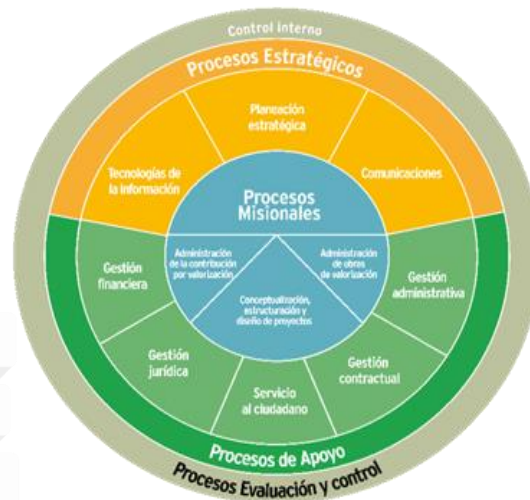 Control Interno
Procesos Estratégicos
Planeación
estratégica
Tecnologías de
la información
Comunicaciones
Procesos
Misionales
Administración
de la contribución
por valorización
Administración
de obras
de valorización
Conceptualización,
estructuración y
diseño de proyectos
Gestión
financiera
Gestión
administrativa
Gestión
jurídica
Gestión
contractual
Servicio
al ciudadano
Procesos de Apoyo
Procesos Evaluación y control